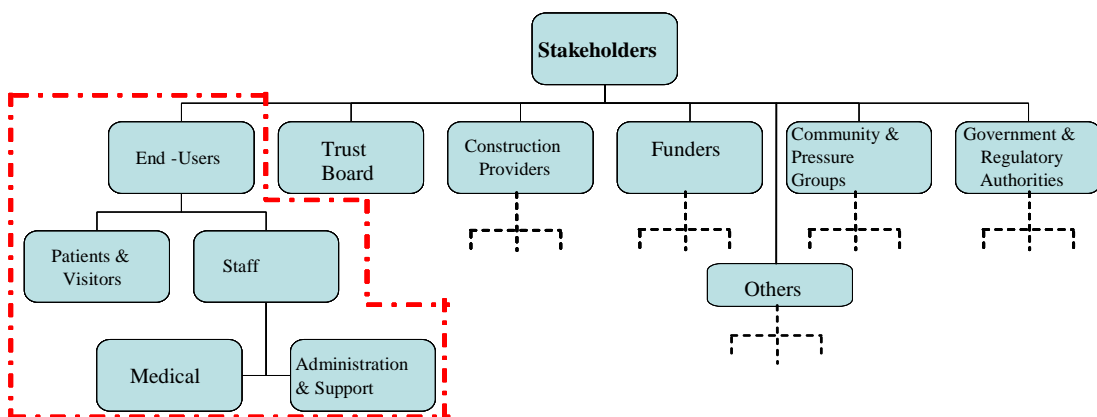 Stakeholders
End -Users
Trust
Board
Construction
Providers
Funders
Community &
Pressure
Groups
Government &
Regulatory
Authorities
Patients &
Visitors
Staff
Others
Medical
Administration
& Support